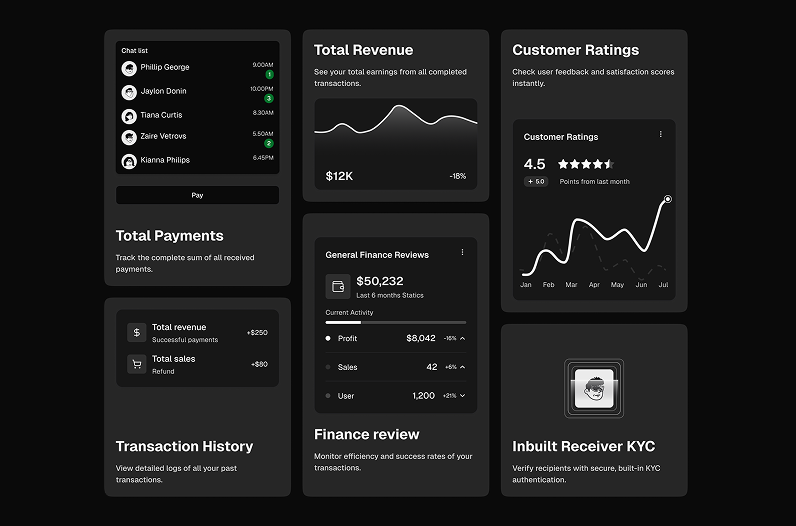 Chat list
Phillip George
9.00AM
1
Jaylon Donin
10.00PM
3
Tiana Curtis
8.30AM
Zaire Vetrovs
5.50AM
2
Kianna Philips
6.45PM
Pay
Total Payments
Track the complete sum of all received
payments.
Total revenue
Successful payments
+$250
Total sales
Refund
+$80
Transaction History
View detailed logs of all your past
transactions.
Total Revenue
See your total earnings from all completed
transactions.
$12K
-18%
General Finance Reviews
$50,232
Last 6 months Statics
Current Activity
Profit
$8,042
-16%
Sales
42
+6%
User
1,200
+21%
Finance review
Monitor efficiency and success rates of your
transactions.
Customer Ratings
Check user feedback and satisfaction scores
instantly.
Customer Ratings
4.5
+ 5.0
Points from last month
Jan Feb Mar Apr May Jun Jul
Inbuilt Receiver KYC
Verify recipients with secure, built-in KYC
authentication.